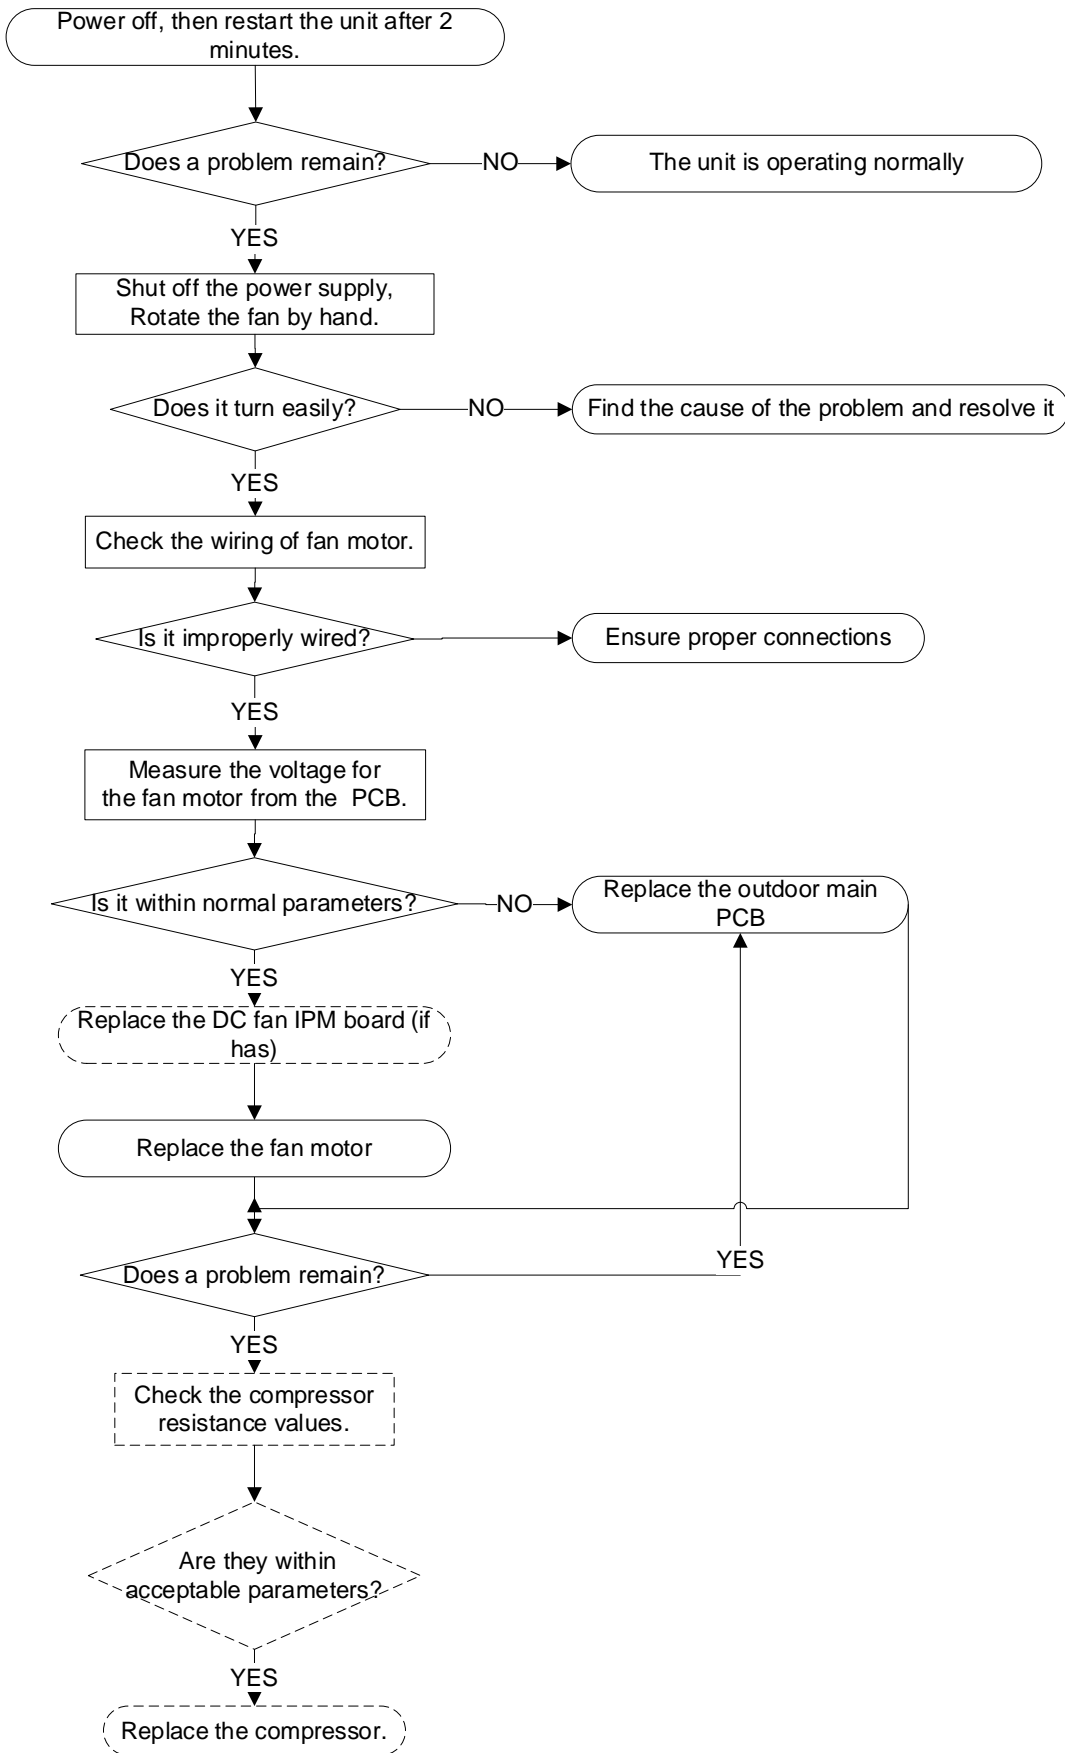 Power off, then restart the unit after 2
minutes.
Does a problem remain?
NO
The unit is operating normally
YES
Shut off the power supply,
Rotate the fan by hand.
Does it turn easily?
NO
Find the cause of the problem and resolve it
YES
Check the wiring of fan motor.
Is it improperly wired?
Ensure proper connections
YES
Measure the voltage for
the fan motor from the PCB.
Is it within normal parameters?
NO
Replace the outdoor main
PCB
YES
Replace the DC fan IPM board (if
has)
Replace the fan motor
Does a problem remain?
YES
YES
Check the compressor
resistance values.
Are they within
acceptable parameters?
YES
Replace the compressor.